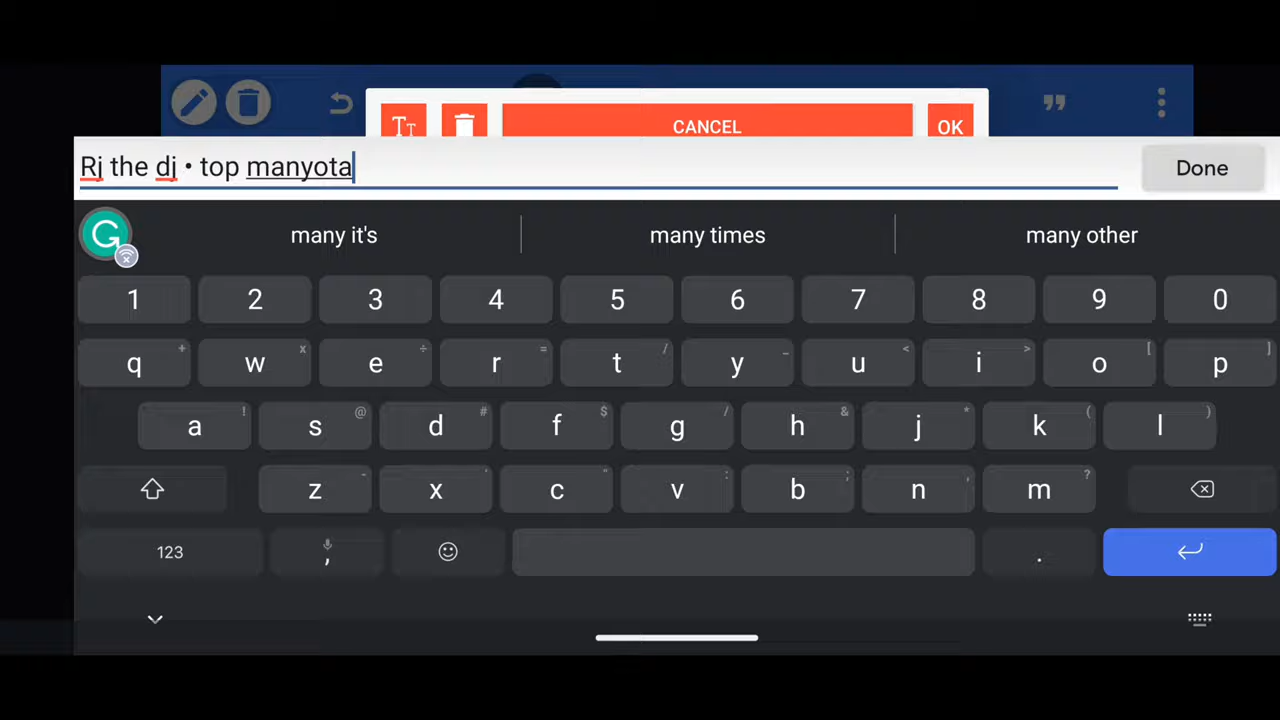 TT CANCEL OK
Rj the dj • top manyota Done
many it's many times many other
1 2 3 4 5 6 7 8 9 0
q + w x e ÷ r = t / y _ u < i > o [ p ]
a ! s @ d # f $ g / h & j * k ( l )
z - x ' c " v : b ; n , m ?
123 , .